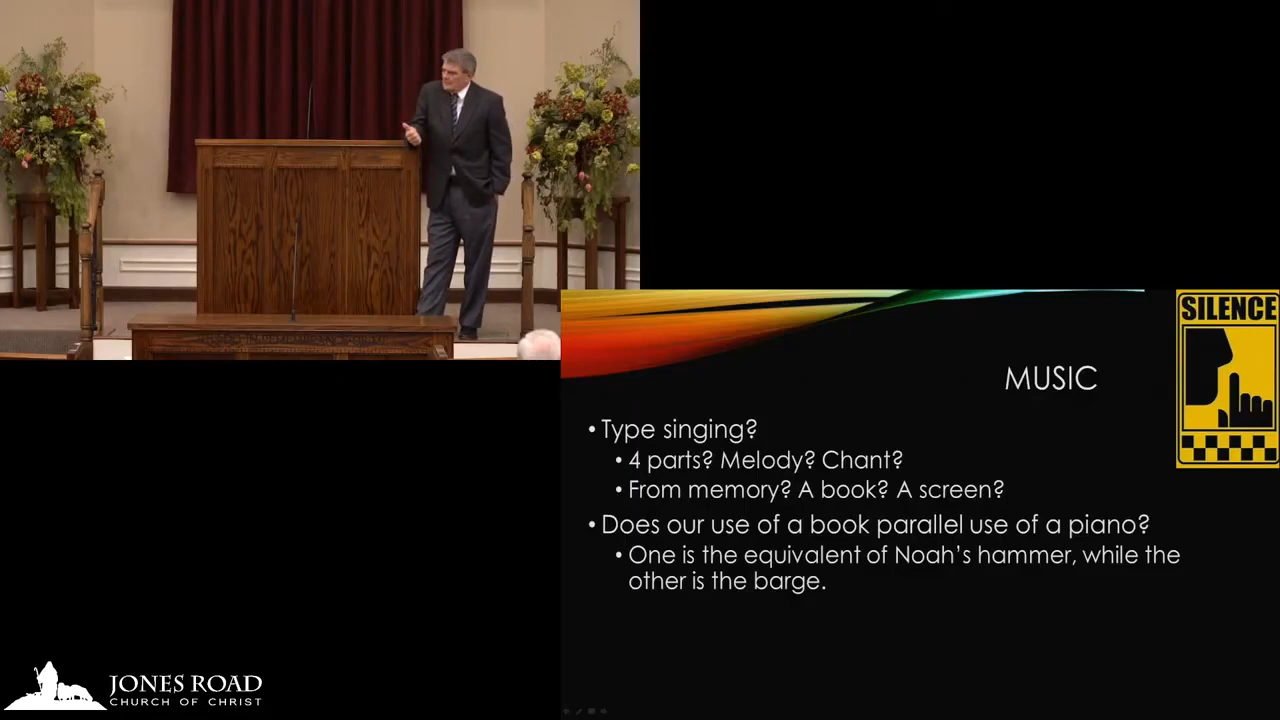 SILENCE
MUSIC
• Type singing?
• 4 parts? Melody? Chant?
• From memory? A book? A screen?
• Does our use of a book parallel use of a piano?
• One is the equivalent of Noah's hammer, while the
other is the barge.
JONES ROAD
CHURCH OF CHRIST